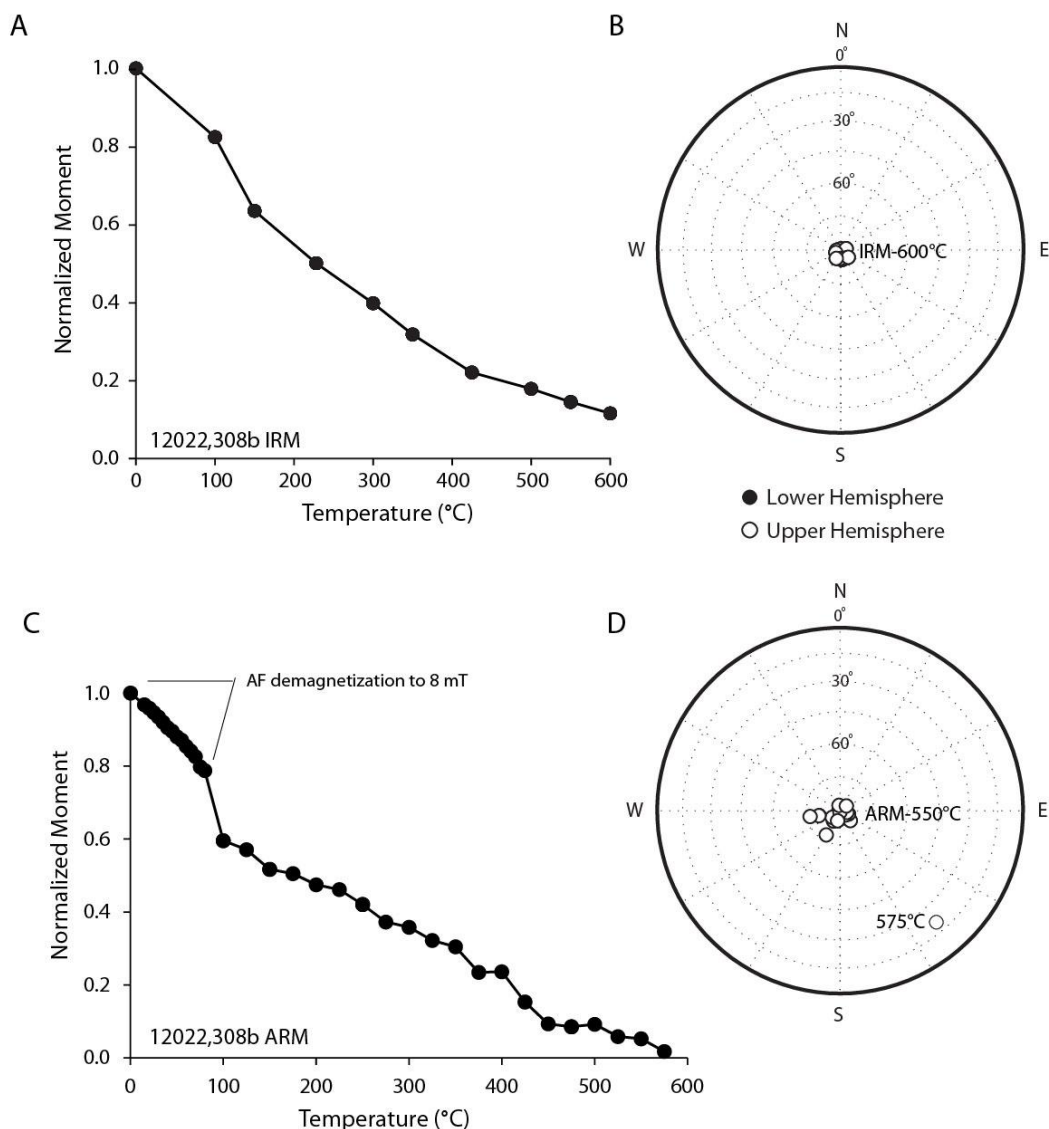 A
1.0
0.8
0.6
0.4
0.2
0.0
Normalized Moment
12022,308b IRM
0
100
200
300
400
500
600
Temperature (°C)
B
N
0°
30°
60°
W
IRM-600°C
E
S
Lower Hemisphere
Upper Hemisphere
C
AF demagnetization to 8 mT
1.0
0.8
0.6
0.4
0.2
0.0
Normalized Moment
12022,308b ARM
0
100
200
300
400
500
600
Temperature (°C)
D
N
0°
30°
60°
W
ARM-550°C
E
575°C
S